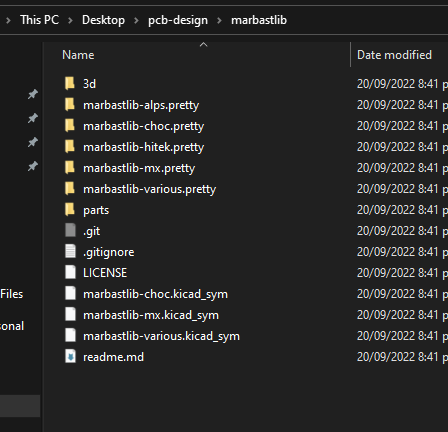 This PC > Desktop > pcb-design > marbastlib
Name Date modified
3d 20/09/2022 8:41 p
marbastlib-alps.pretty 20/09/2022 8:41 p
marbastlib-choc.pretty 20/09/2022 8:41 p
marbastlib-hitek.pretty 20/09/2022 8:41 p
marbastlib-mx.pretty 20/09/2022 8:41 p
marbastlib-various.pretty 20/09/2022 8:41 p
parts 20/09/2022 8:41 p
.git 20/09/2022 8:41 p
.gitignore 20/09/2022 8:41 p
LICENSE 20/09/2022 8:41 p
Files marbastlib-choc.kicad_sym 20/09/2022 8:41 p
marbastlib-mx.kicad_sym 20/09/2022 8:41 p
sonal marbastlib-various.kicad_sym 20/09/2022 8:41 p
readme.md 20/09/2022 8:41 p